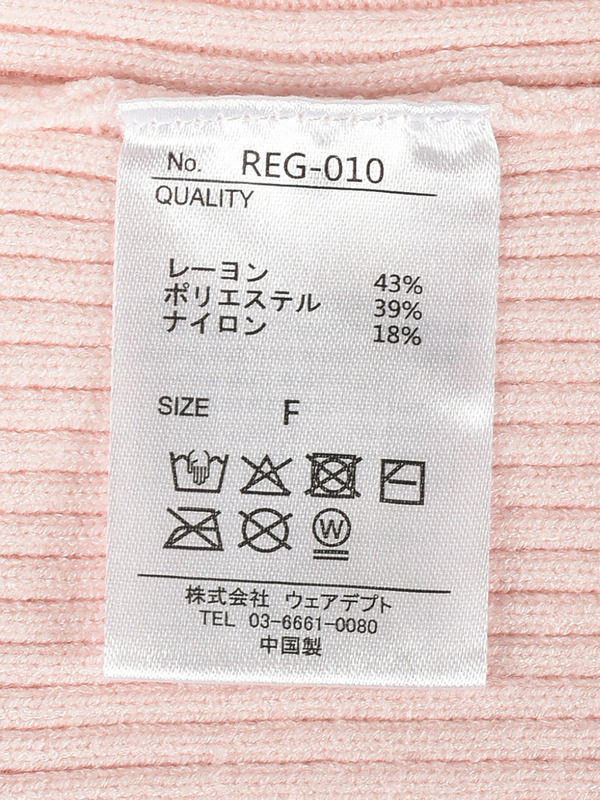 No. REG-010
QUALITY
レーヨン 43%
ポリエステル 39%
ナイロン 18%
SIZE F
W
株式会社 ウェアデプト
TEL 03-6661-0080
中国製